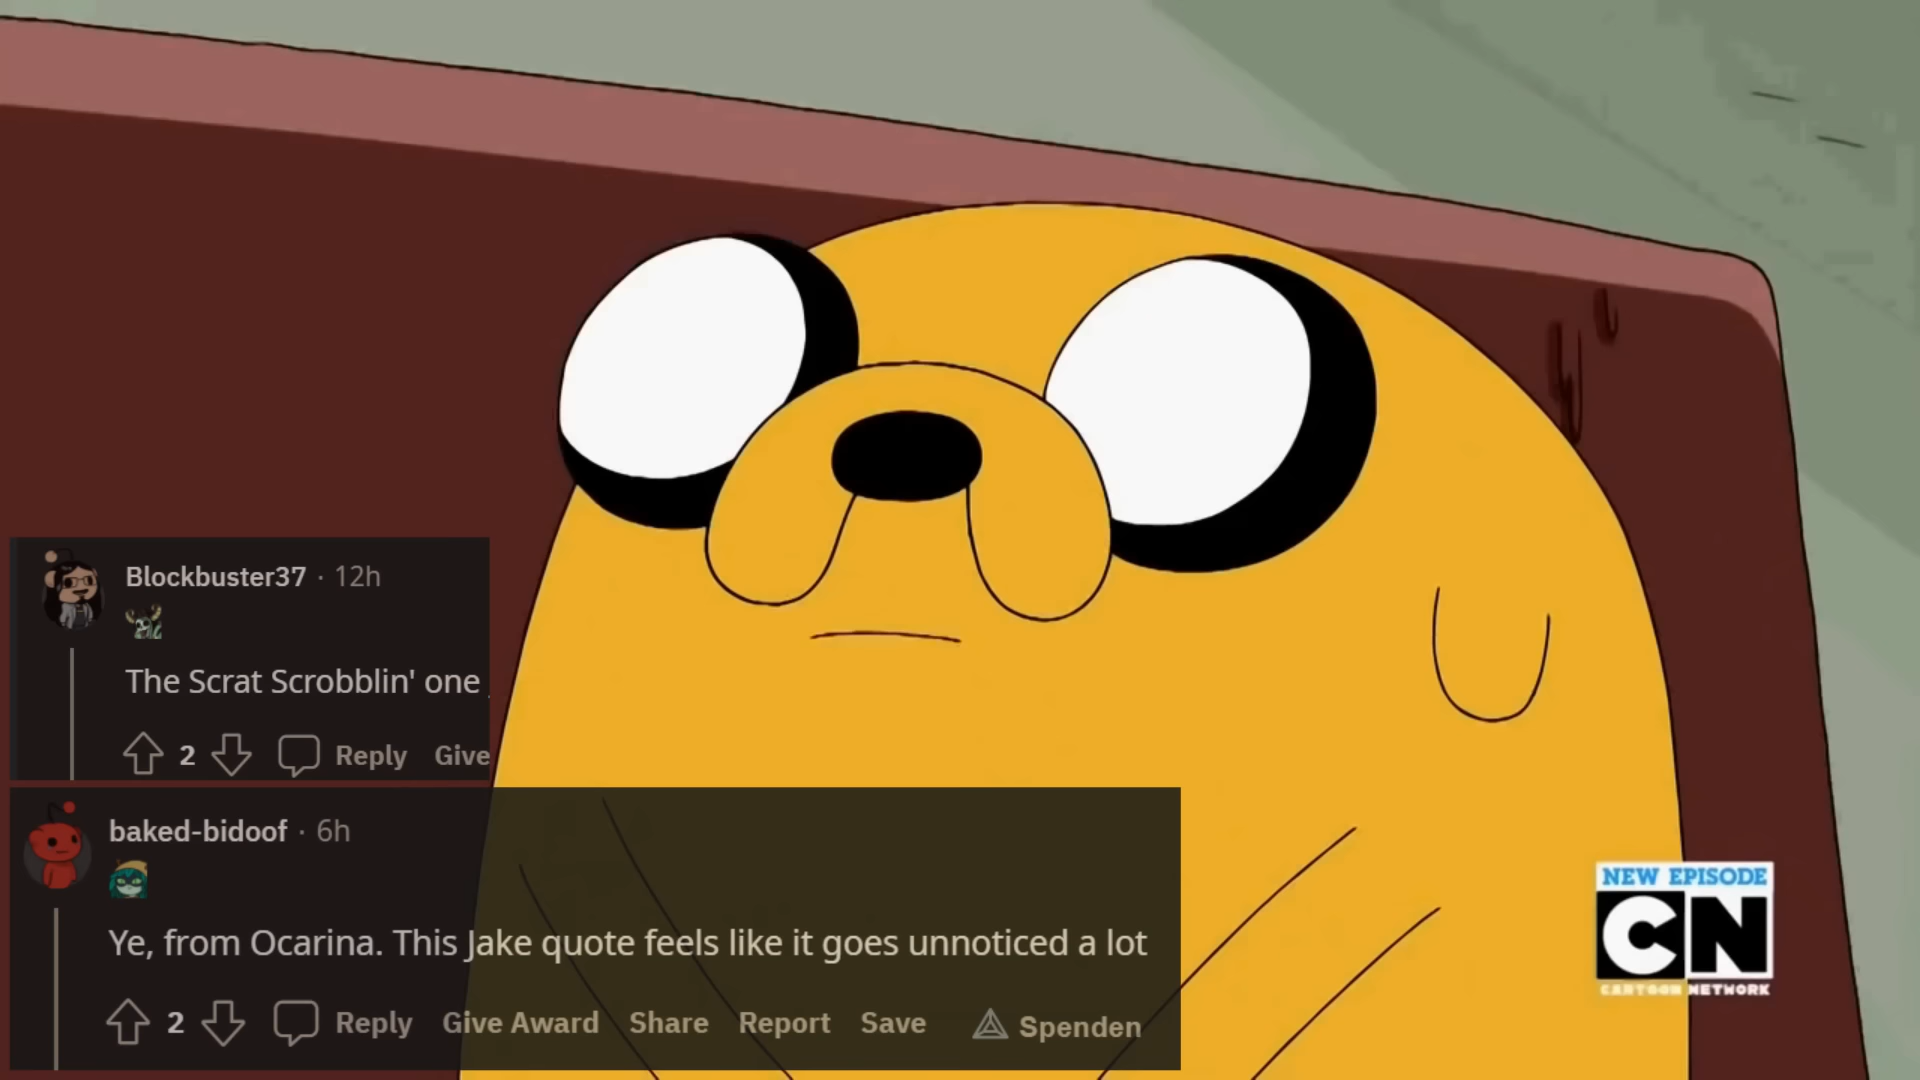 Blockbuster37 · 12h
The Scrat Scrobblin' one
2 Reply Give
baked-bidoof · 6h
Ye, from Ocarina. This Jake quote feels like it goes unnoticed a lot
2 Reply Give Award Share Report Save Spenden
NEW EPISODE
CN
CARTOON NETWORK